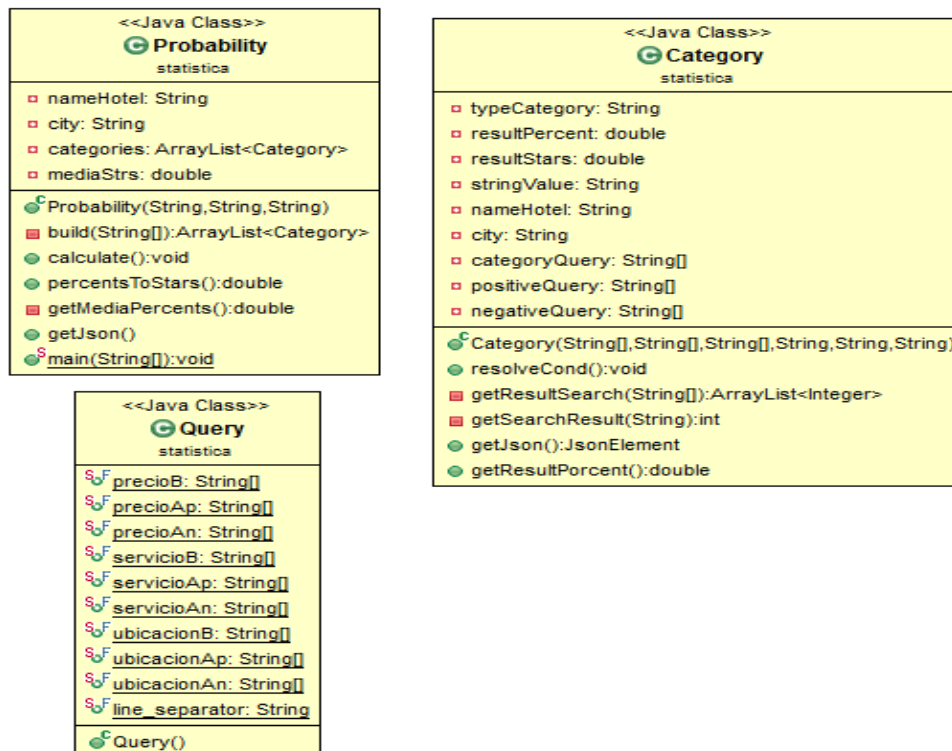 <<Java Class>>
C Probability
statistica
nameHotel: String
city: String
categories: ArrayList<Category>
mediaStrs: double
C Probability(String,String,String)
build(String[]):ArrayList<Category>
calculate():void
percentsToStars():double
getMediaPercents():double
getJson()
S main(String[]):void
<<Java Class>>
C Category
statistica
typeCategory: String
resultPercent: double
resultStars: double
stringValue: String
nameHotel: String
city: String
categoryQuery: String[]
positiveQuery: String[]
negativeQuery: String[]
C Category(String[],String[],String[],String,String,String)
resolveCond():void
getResultSearch(String[]):ArrayList<Integer>
getSearchResult(String):int
getJson():JsonElement
getResultPorcent():double
<<Java Class>>
C Query
statistica
S F precioB: String[]
S F precioAp: String[]
S F precioAn: String[]
S F servicioB: String[]
S F servicioAp: String[]
S F servicioAn: String[]
S F ubicacionB: String[]
S F ubicacionAp: String[]
S F ubicacionAn: String[]
S F line_separator: String
C Query()